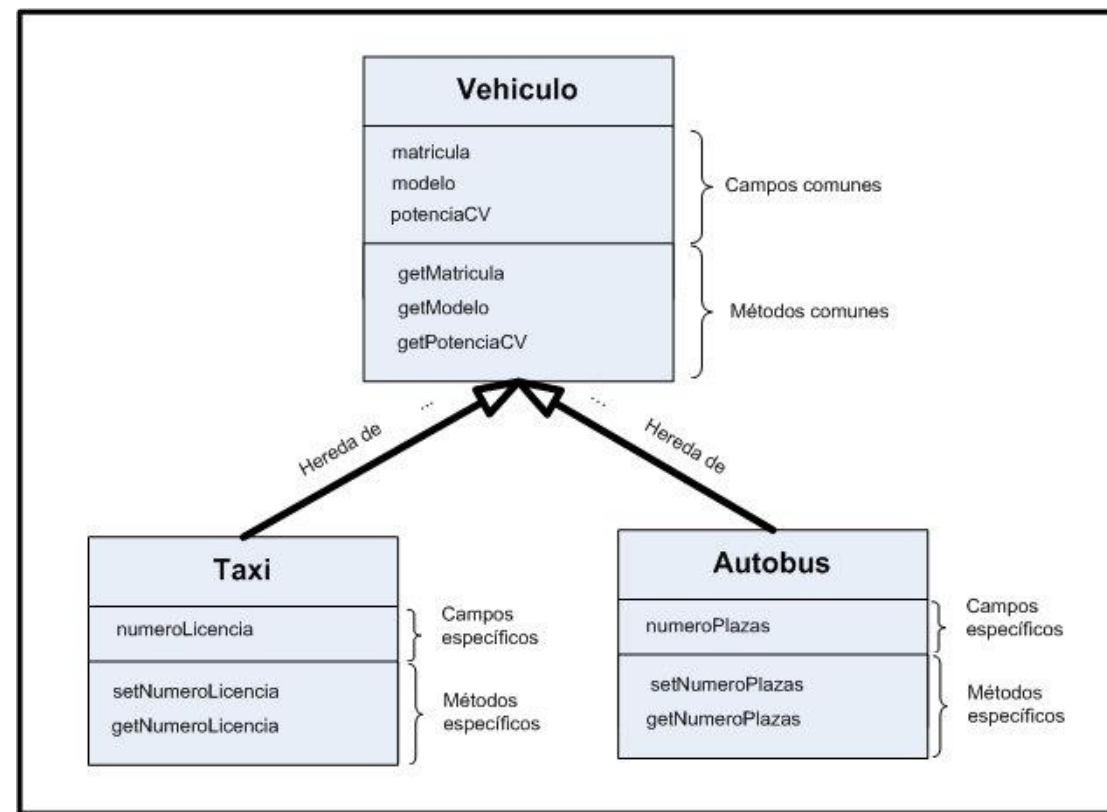 Vehiculo
matricula
modelo
potenciaCV
Campos comunes
getMatricula
getModelo
getPotenciaCV
Métodos comunes
Hereda de ...
... Hereda de
Taxi
numeroLicencia
Campos
específicos
setNumeroLicencia
getNumeroLicencia
Métodos
específicos
Autobus
numeroPlazas
Campos
específicos
setNumeroPlazas
getNumeroPlazas
Métodos
específicos